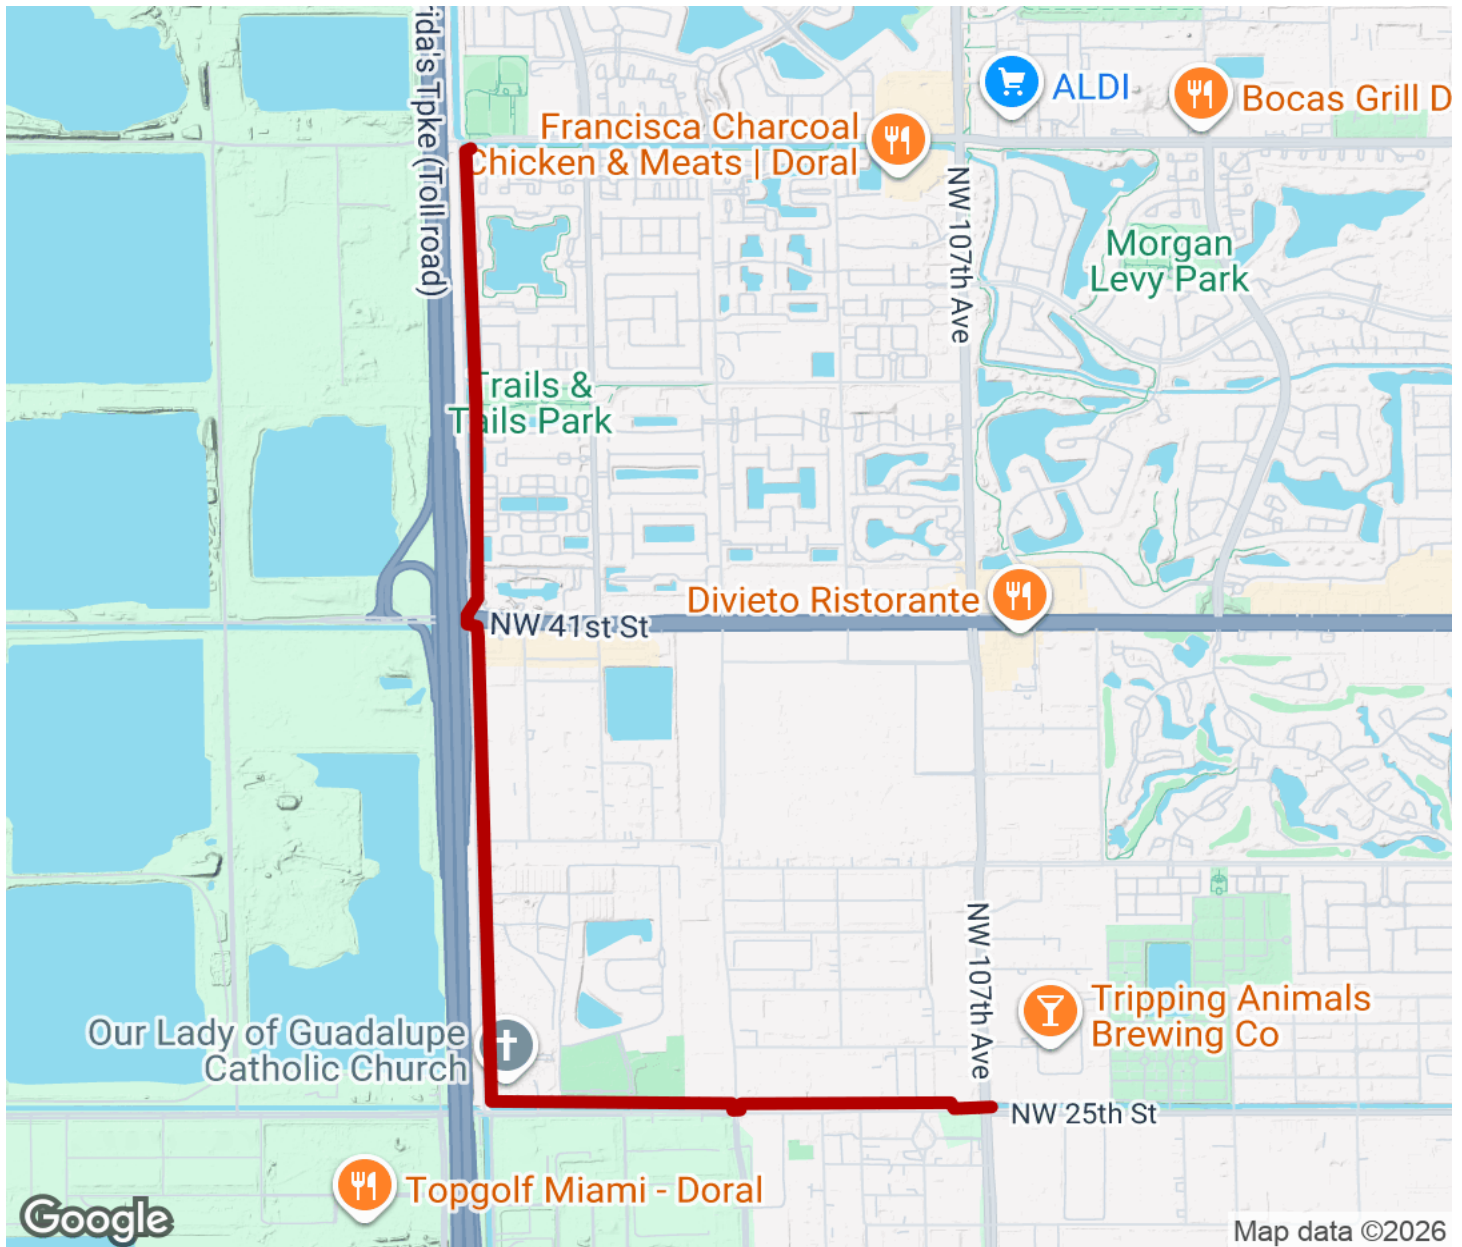 ida's Tpke (Toll road)
ALDI
Bocas Grill D
Francisca Charcoal
Chicken & Meats | Doral
NW 107th Ave
Morgan
Levy Park
Trails &
Tails Park
Divieto Ristorante
NW 41st St
NW 107th Ave
Tripping Animals
Brewing Co
Our Lady of Guadalupe
Catholic Church
NW 25th St
Topgolf Miami - Doral
Google
Map data ©2026